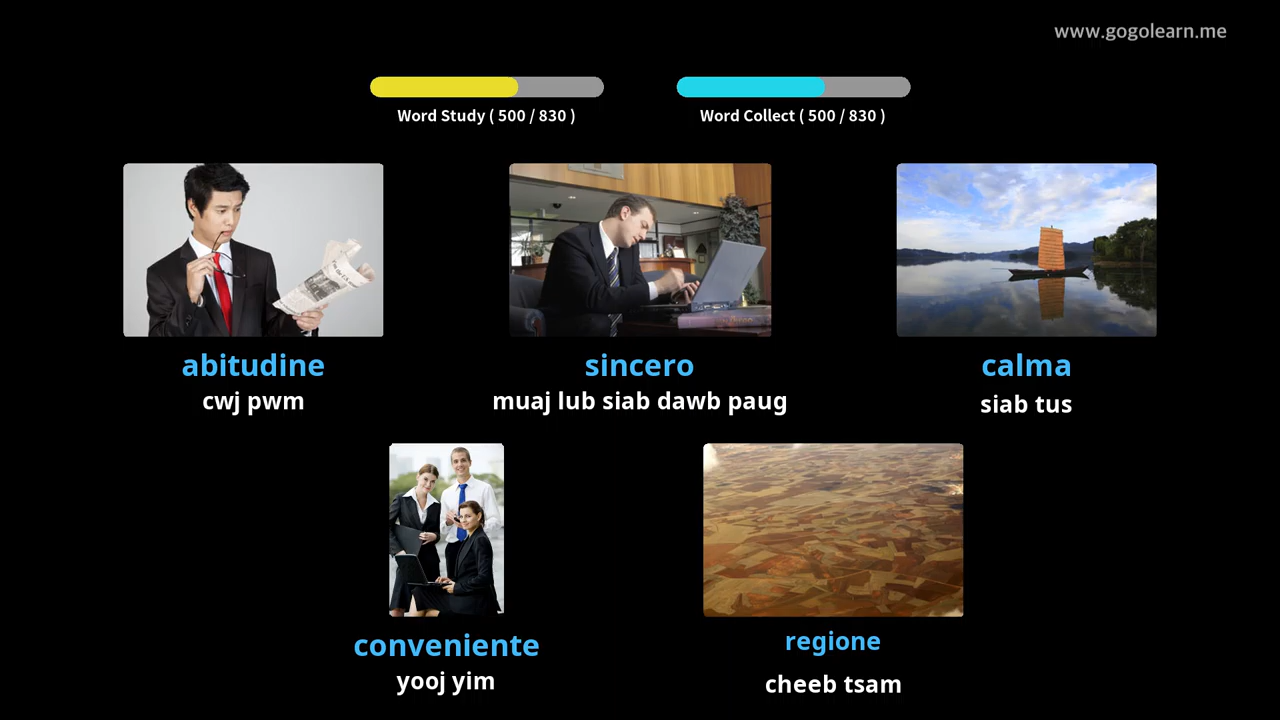 www.gogolearn.me
Word Study ( 500 / 830 )
Word Collect ( 500 / 830 )
abitudine
cwj pwm
sincero
muaj lub siab dawb paug
calma
siab tus
conveniente
yooj yim
regione
cheeb tsam